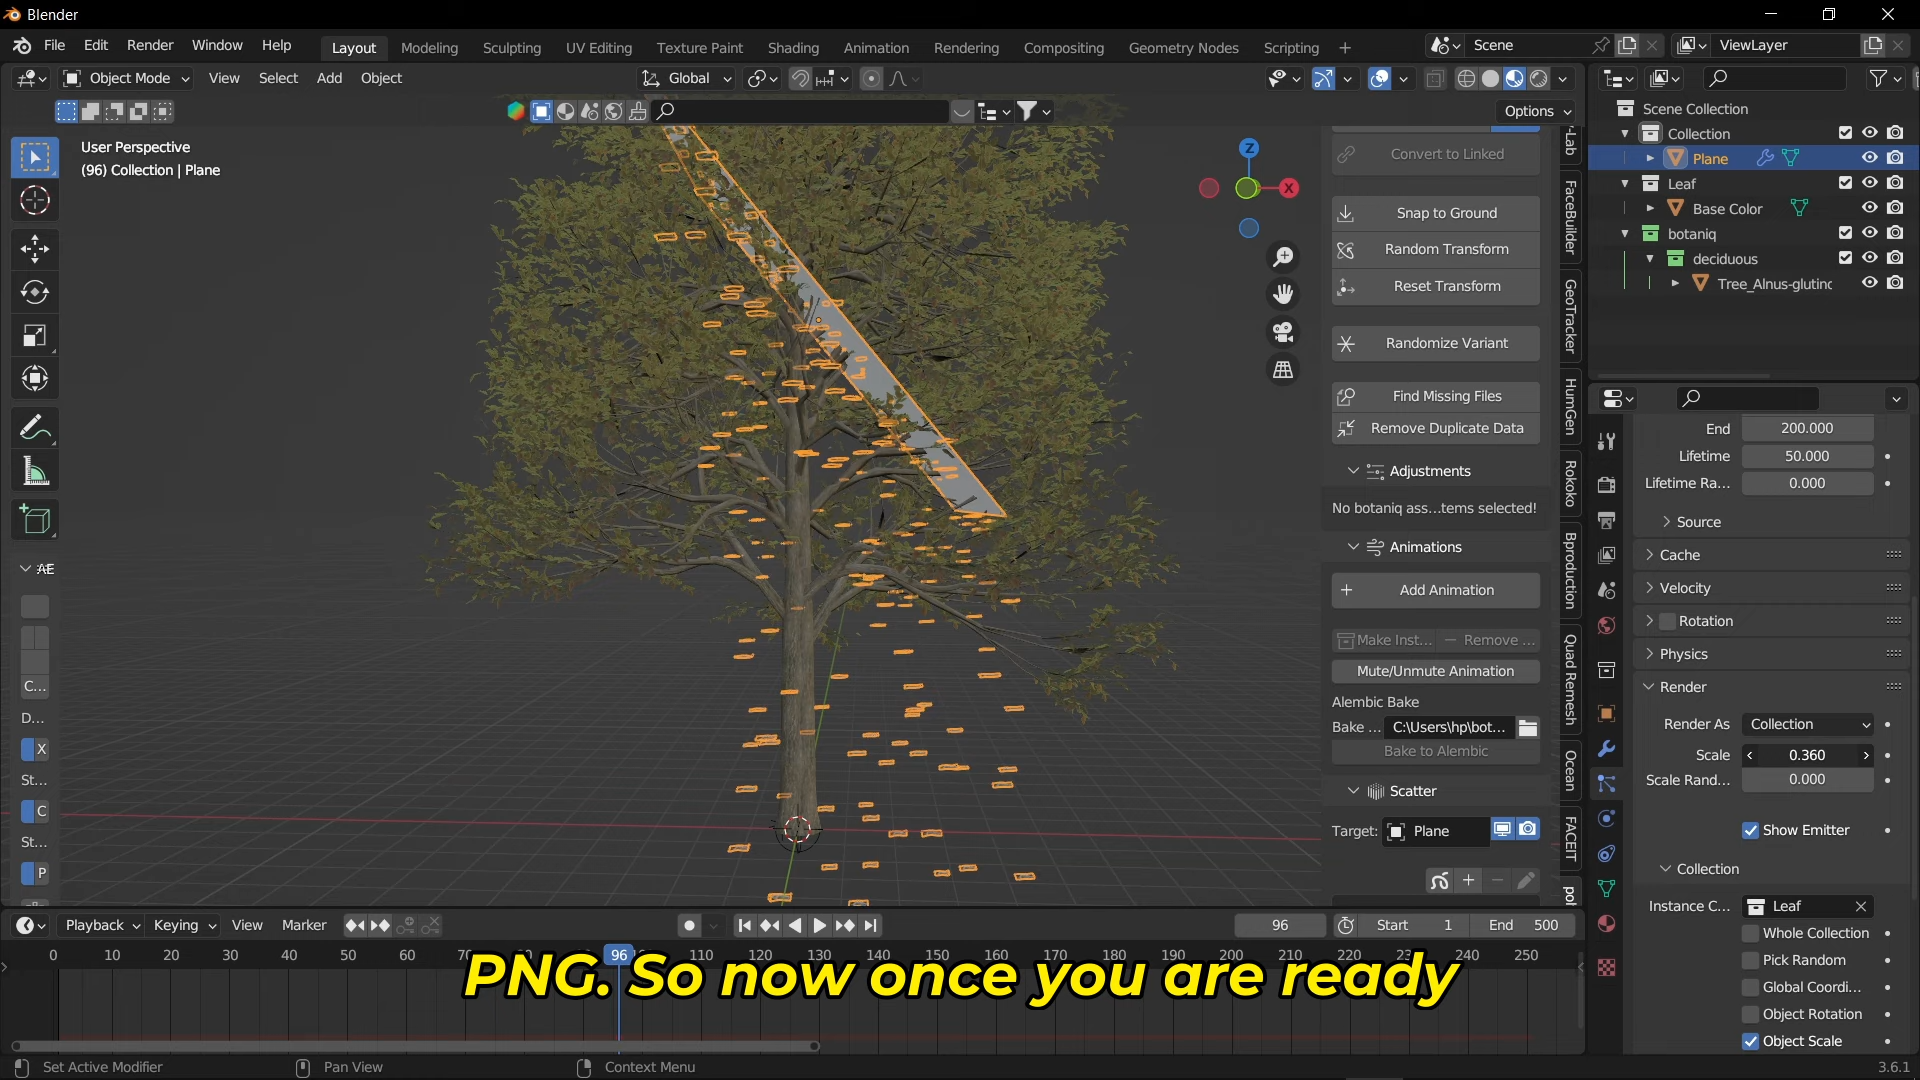 Blender
File Edit Render Window Help
Layout Modeling Sculpting UV Editing Texture Paint Shading Animation Rendering Compositing Geometry Nodes Scripting +
Scene
ViewLayer
Object Mode View Select Add Object
Global
Options
User Perspective
(96) Collection | Plane
Z
X
AE
C...
D...
X
St...
C
St...
P
Convert to Linked
Snap to Ground
Random Transform
Reset Transform
Randomize Variant
Find Missing Files
Remove Duplicate Data
Adjustments
No botaniq ass...tems selected!
Animations
Add Animation
Make Inst... Remove ...
Mute/Unmute Animation
Alembic Bake
Bake ... C:\Users\hp\bot...
Bake to Alembic
Scatter
Target: Plane
FaceBuilder
GeoTracker
HumGen
Rokoko
Bproduction
Quad Remesh
Ocean
FACEIT
Scene Collection
Collection
Plane
Leaf
Base Color
botaniq
deciduous
Tree_Alnus-glutinc
End 200.000
Lifetime 50.000
Lifetime Ra... 0.000
Source
Cache
Velocity
Rotation
Physics
Render
Render As Collection
Scale 0.360
Scale Rand... 0.000
Show Emitter
Collection
Instance C... Leaf
Whole Collection
Pick Random
Global Coordi...
Object Rotation
Object Scale
Playback Keying View Marker
96 Start 1 End 500
0 10 20 30 40 50 60 96 110 120 130 140 150 160 170 180 190 200 210 220 230 240 250
PNG. So now once you are ready
Set Active Modifier Pan View Context Menu
3.6.1